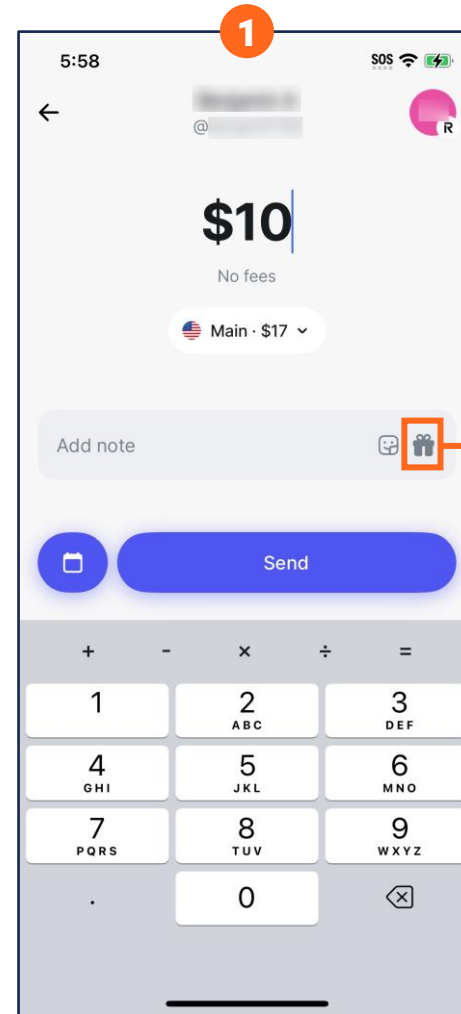 1
5:58
SOS
@
R
$10
No fees
Main · $17
Add note
Send
+ - × ÷ =
1 2 3
ABC DEF
4 5 6
GHI JKL MNO
7 8 9
PQRS TUV WXYZ
. 0